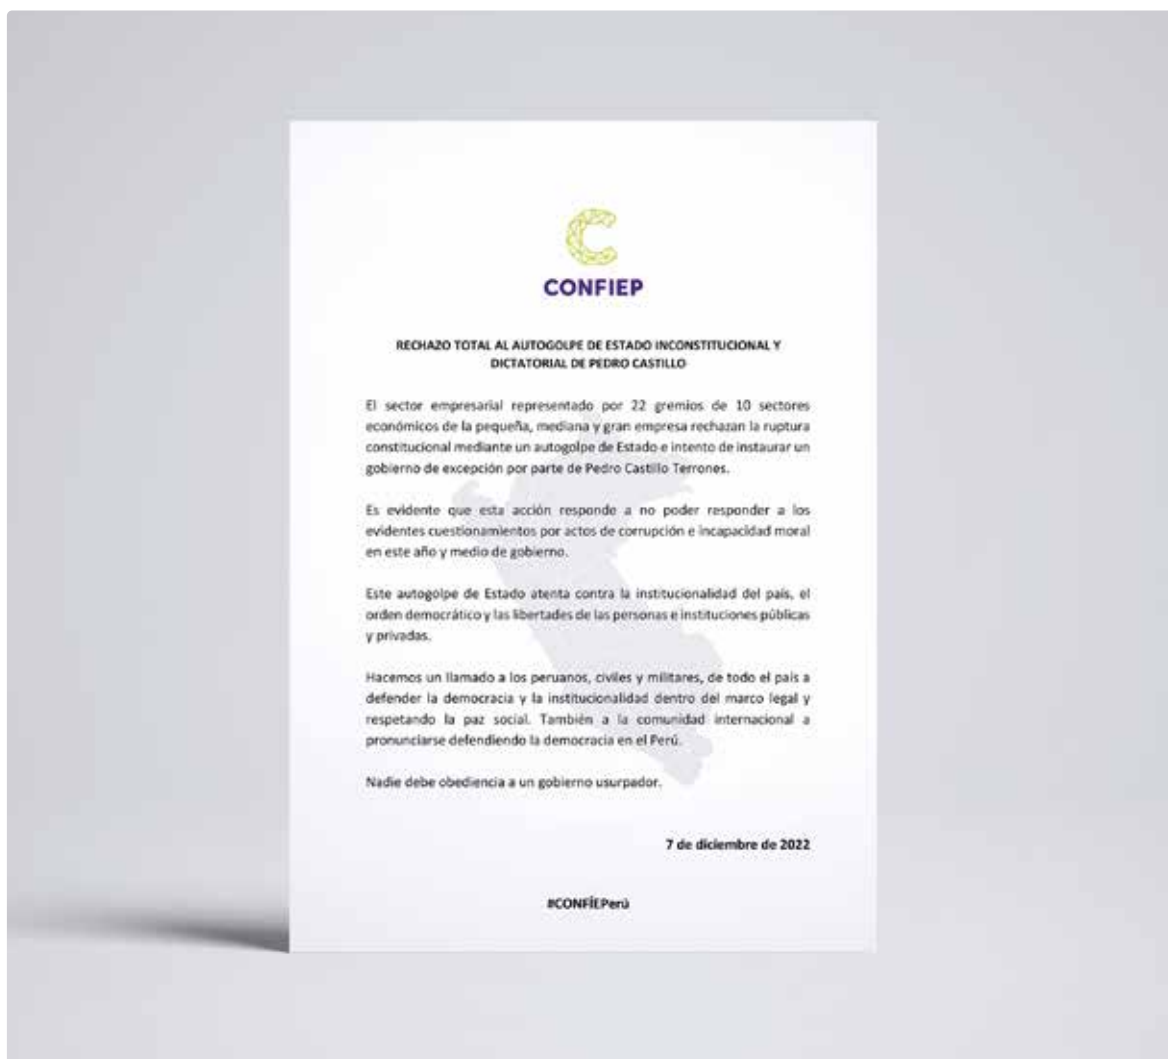 CONFIEP
RECHAZO TOTAL AL AUTOGOLPE DE ESTADO INCONSTITUCIONAL Y
DICTATORIAL DE PEDRO CASTILLO
El sector empresarial representado por 22 gremios de 10 sectores
económicos de la pequeña, mediana y gran empresa rechazan la ruptura
constitucional mediante un autogolpe de Estado e intento de instaurar un
gobierno de excepción por parte de Pedro Castillo Terrones.
Es evidente que esta acción responde a no poder responder a los
evidentes cuestionamientos por actos de corrupción e incapacidad moral
en este año y medio de gobierno.
Este autogolpe de Estado atenta contra la institucionalidad del país, el
orden democrático y las libertades de las personas e instituciones públicas
y privadas.
Hacemos un llamado a los peruanos, civiles y militares, de todo el país a
defender la democracia y la institucionalidad dentro del marco legal y
respetando la paz social. También a la comunidad internacional a
pronunciarse defendiendo la democracia en el Perú.
Nadie debe obediencia a un gobierno usurpador.
7 de diciembre de 2022
#CONFÍEPerú